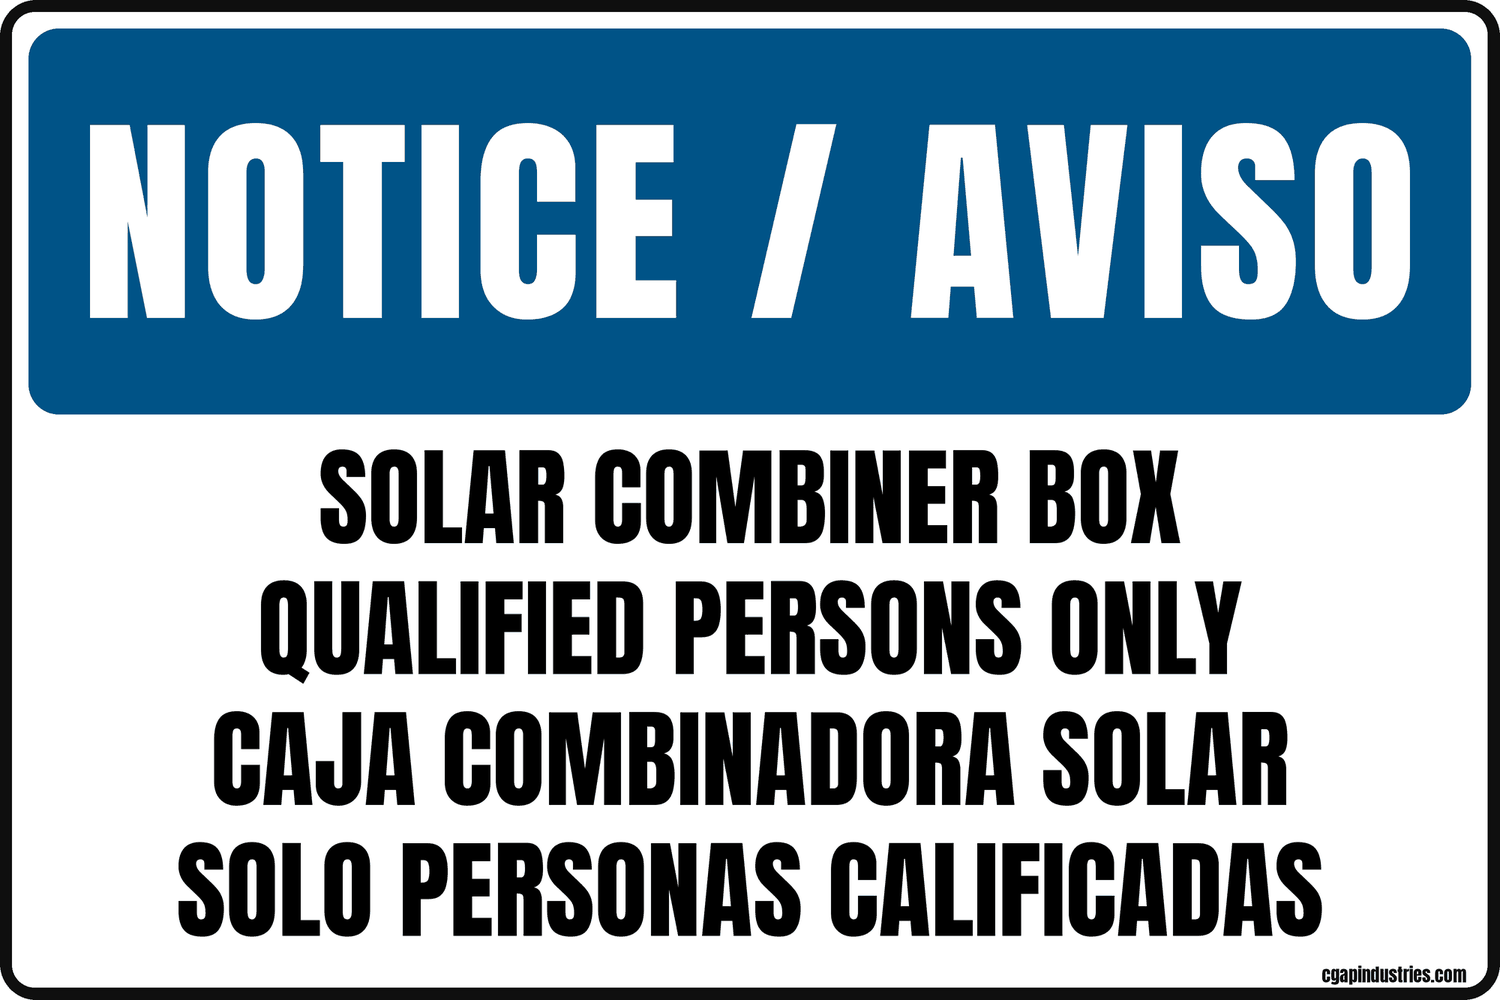 NOTICE / AVISO
SOLAR COMBINER BOX
QUALIFIED PERSONS ONLY
CAJA COMBINADORA SOLAR
SOLO PERSONAS CALIFICADAS
cgapindustries.com